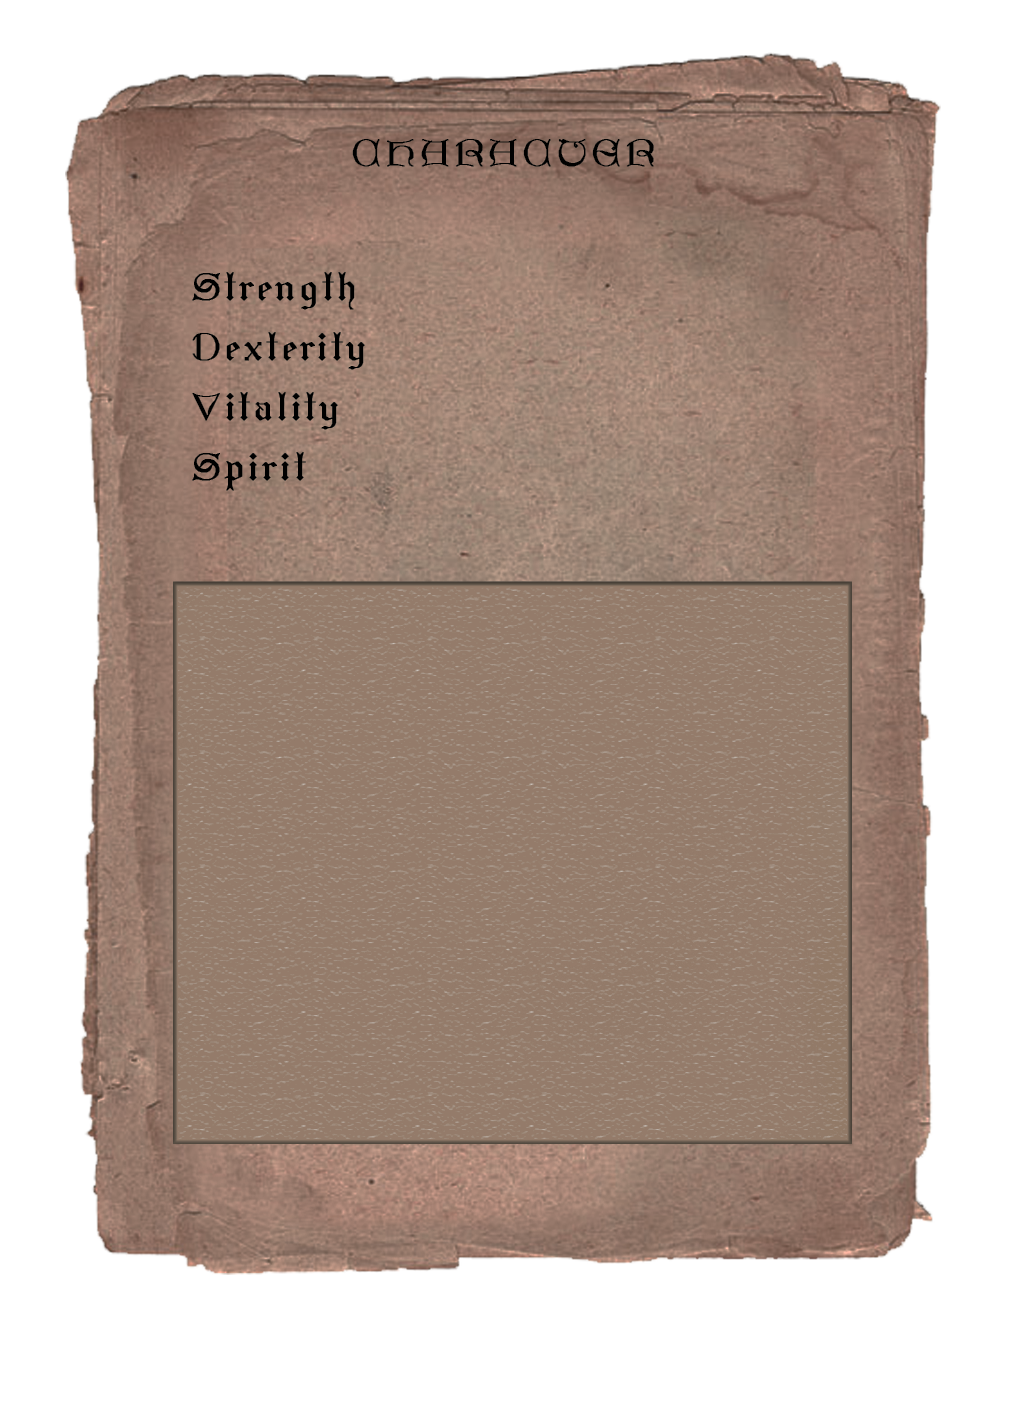 CHARACTER
Strength
Dexterity
Vitality
Spirit